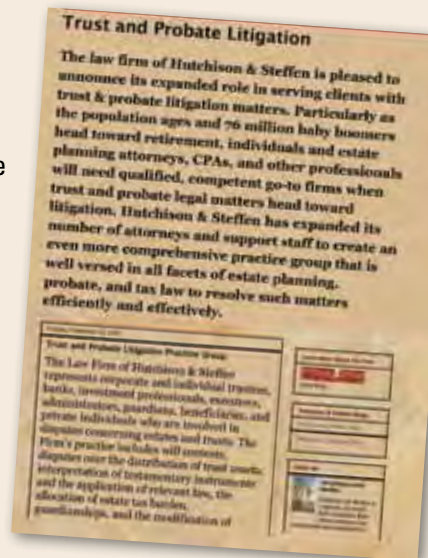 Trust and Probate Litigation
The law firm of Hutchison & Steffen is pleased to
announce its expanded role in serving clients with
trust & probate litigation matters. Particularly as
the population ages and 76 million baby boomers
head toward retirement, individuals and estate
planning attorneys, CPAs, and other professionals
will need qualified, competent go-to firms when
trust and probate legal matters head toward
litigation. Hutchison & Steffen has expanded its
number of attorneys and support staff to create an
even more comprehensive practice group that is
well versed in all facets of estate planning,
probate, and tax law to resolve such matters
efficiently and effectively.
Trust and Probate Litigation Practice Group
The Law Firm of Hutchison & Steffen
represents corporate and individual trustees,
banks, investment professionals, executors,
administrators, guardians, beneficiaries, and
private individuals who are involved in
disputes concerning estates and trusts. The
Firm's practice includes will contests,
disputes over the distribution of trust assets,
interpretation of testamentary instruments
and the application of relevant law, the
allocation of estate tax burden,
guardianships, and the modification of
e